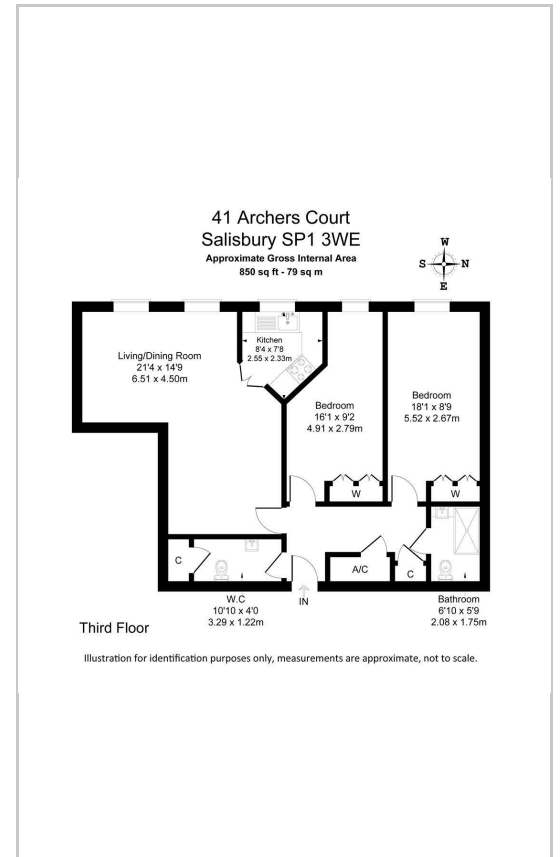 41 Archers Court
Salisbury SP1 3WE
Approximate Gross Internal Area
850 sq ft - 79 sq m
W
S N
E
Living/Dining Room
21'4 x 14'9
6.51 x 4.50m
Kitchen
8'4 x 7'8
2.55 x 2.33m
Bedroom
16'1 x 9'2
4.91 x 2.79m
Bedroom
18'1 x 8'9
5.52 x 2.67m
W
W
C
A/C
C
IN
W.C
10'10 x 4'0
3.29 x 1.22m
Bathroom
6'10 x 5'9
2.08 x 1.75m
Third Floor
Illustration for identification purposes only, measurements are approximate, not to scale.